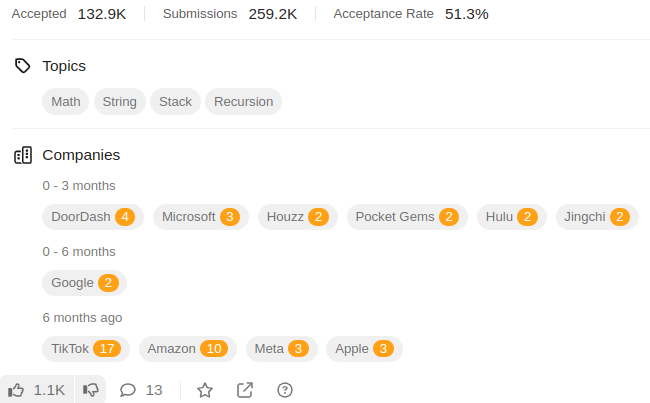 Accepted 132.9K Submissions 259.2K Acceptance Rate 51.3%
Topics
Math String Stack Recursion
Companies
0 - 3 months
DoorDash 4 Microsoft 3 Houzz 2 Pocket Gems 2 Hulu 2 Jingchi 2
0 - 6 months
Google 2
6 months ago
TikTok 17 Amazon 10 Meta 3 Apple 3
1.1K 13